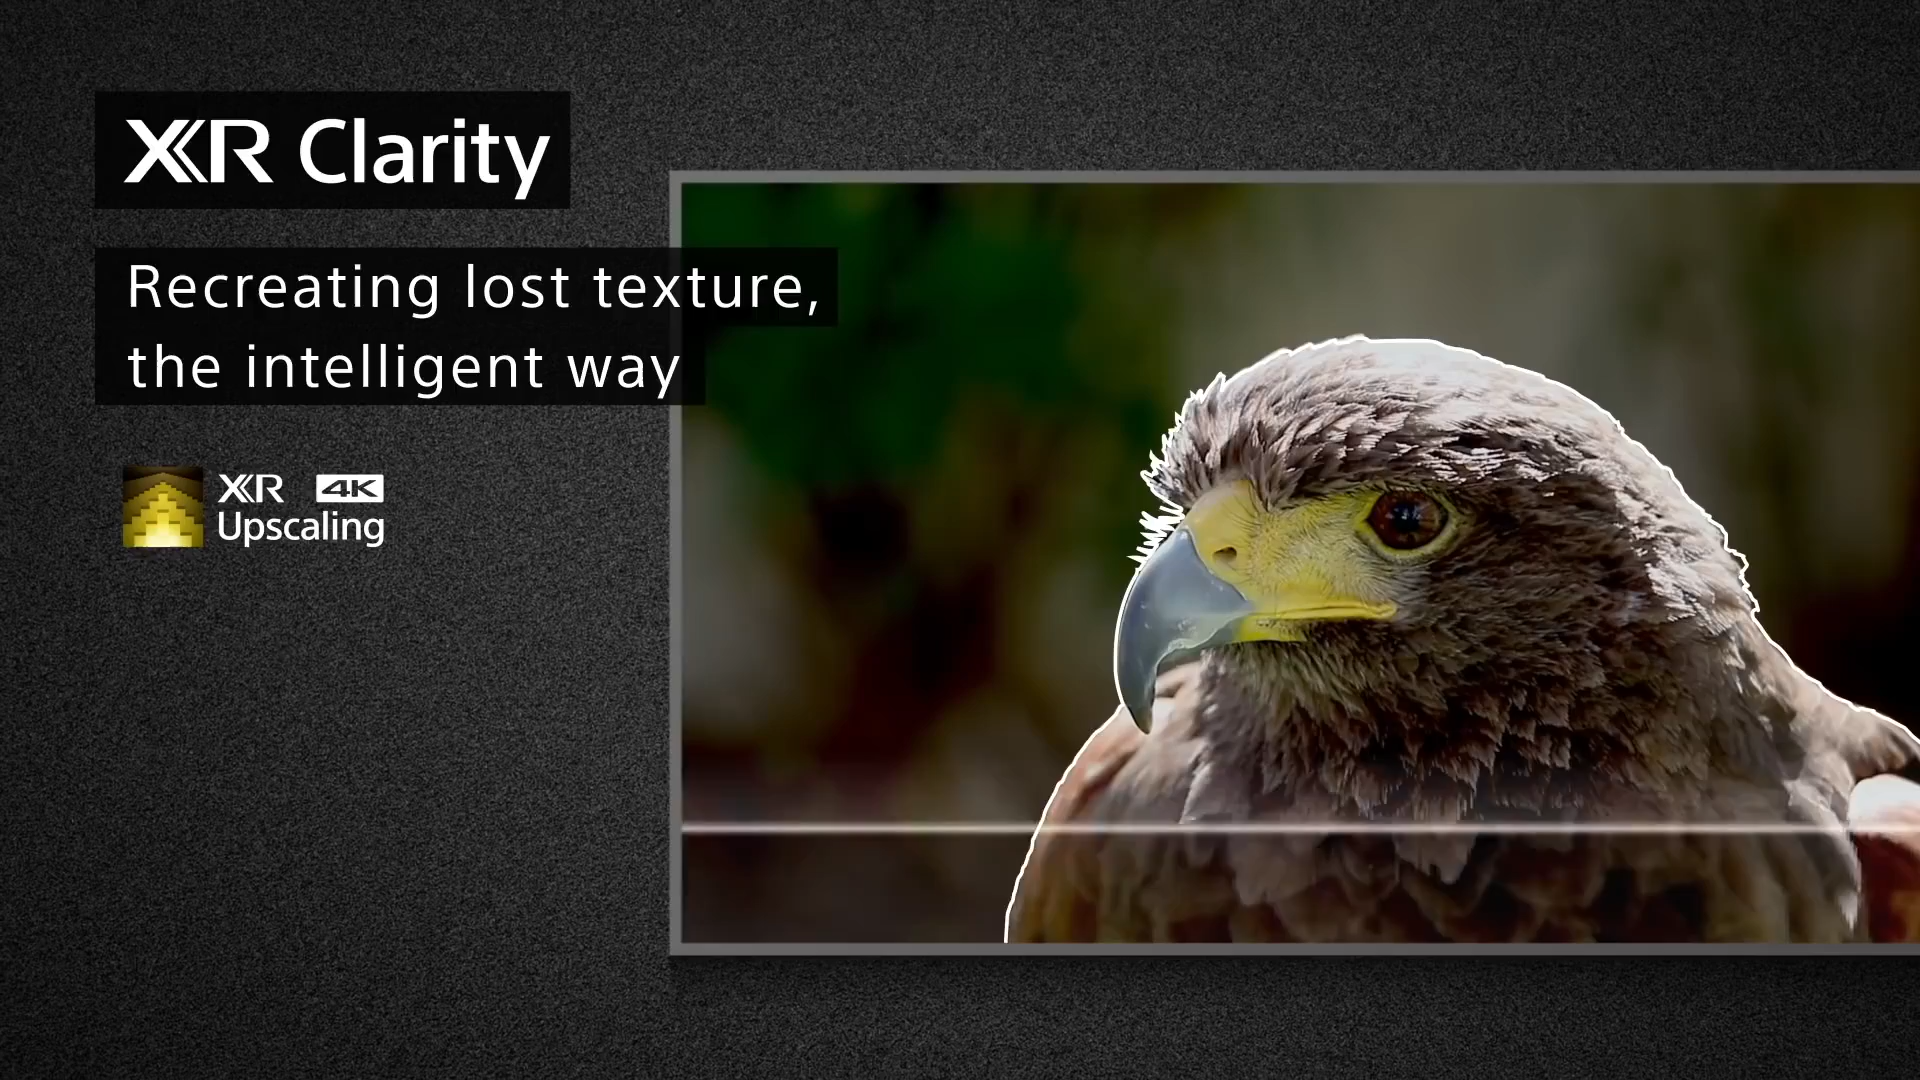 XR Clarity
Recreating lost texture,
the intelligent way
XR 4K
Upscaling